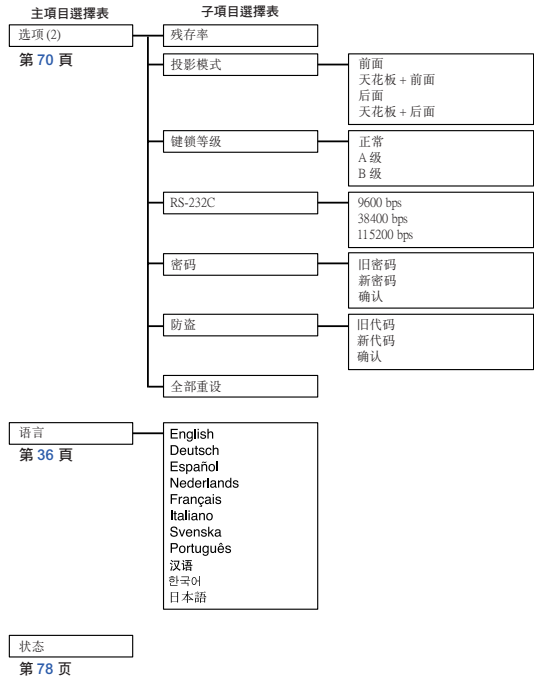 主項目選擇表
子項目選擇表
选项 (2)
第 70 頁
残存率
投影模式
前面
天花板 + 前面
后面
天花板 + 后面
键锁等级
正常
A 级
B 级
RS-232C
9600 bps
38400 bps
115200 bps
密码
旧密码
新密码
确认
防盗
旧代码
新代码
确认
全部重设
语言
第 36 頁
English
Deutsch
Español
Nederlands
Français
Italiano
Svenska
Português
汉语
한국어
日本語
状态
第 78 页